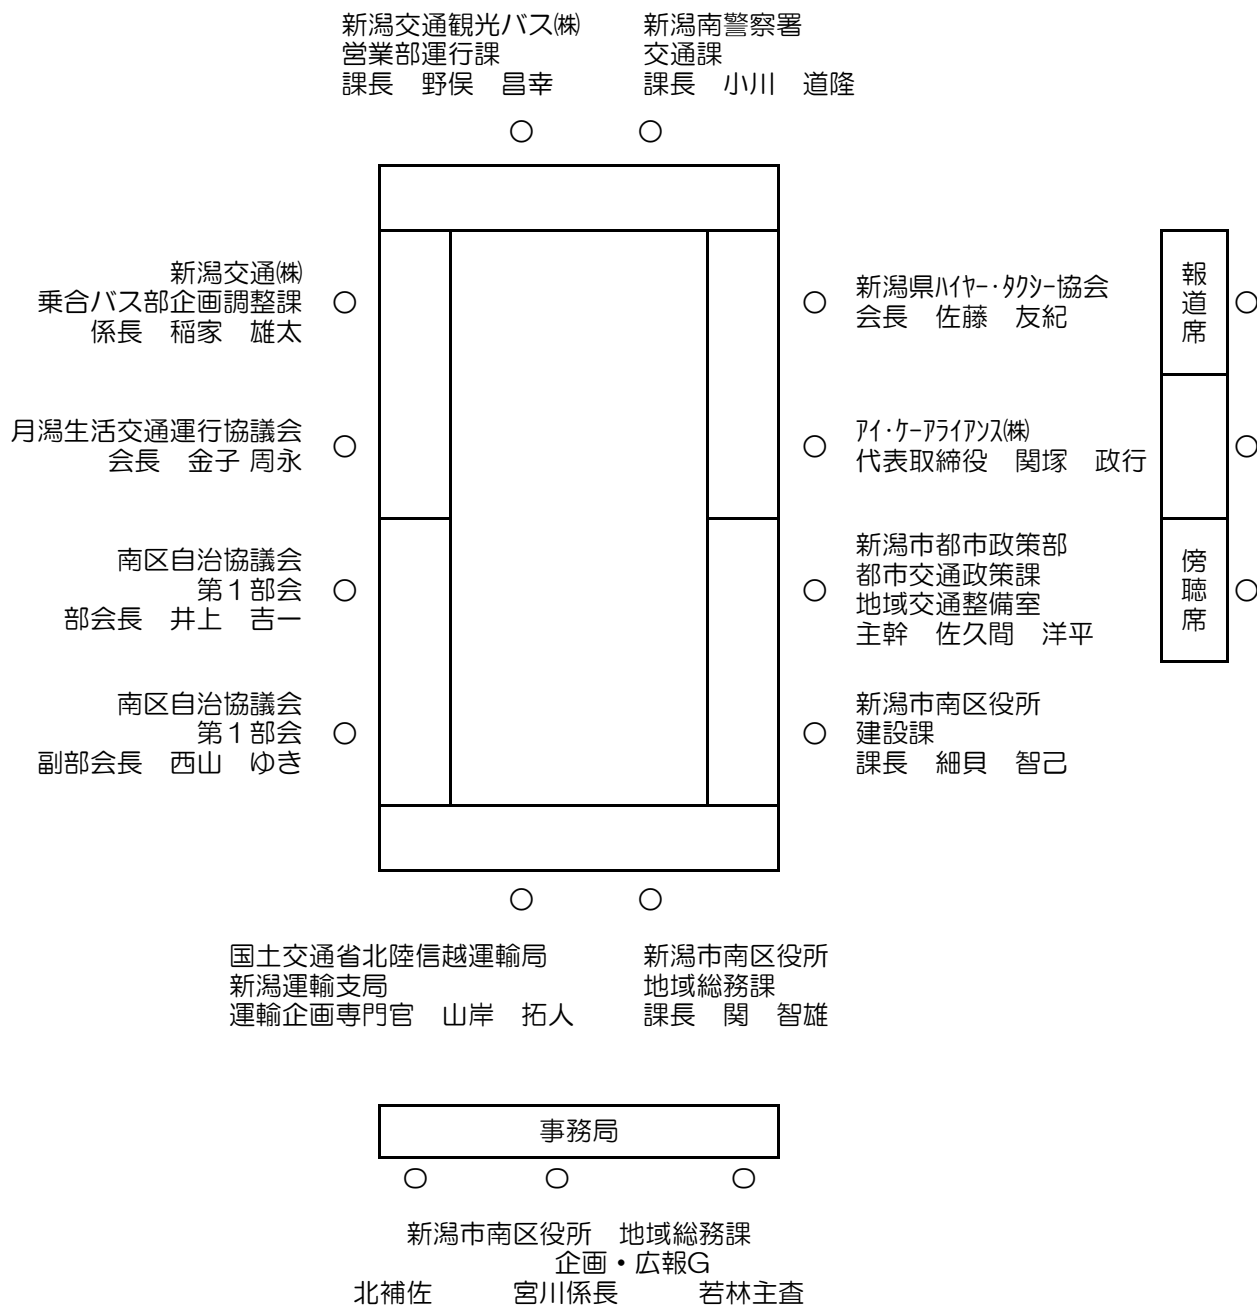 新潟交通観光バス㈱
営業部運行課
課長　野俣　昌幸
新潟南警察署
交通課
課長　小川　道隆
新潟交通㈱
乗合バス部企画調整課
係長　稲家　雄太
月潟生活交通運行協議会
会長　金子 周永
南区自治協議会
第１部会
部会長　井上　吉一
南区自治協議会
第１部会
副部会長　西山　ゆき
新潟県ﾊｲﾔｰ･ﾀｸｼｰ協会
会長　佐藤　友紀
ｱｲ･ｹｰｱﾗｲｱﾝｽ㈱
代表取締役　関塚　政行
新潟市都市政策部
都市交通政策課
地域交通整備室
主幹　佐久間　洋平
新潟市南区役所
建設課
課長　細貝　智己
報道席
傍聴席
国土交通省北陸信越運輸局
新潟運輸支局
運輸企画専門官　山岸　拓人
新潟市南区役所
地域総務課
課長　関　智雄
事務局
新潟市南区役所　地域総務課
企画・広報G
北補佐　　　宮川係長　　　若林主査